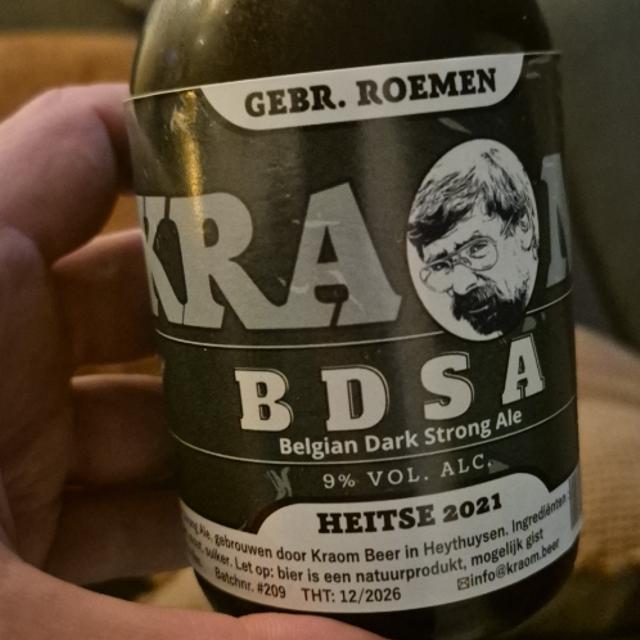 GEBR. ROEMEN
KRA M
BDSA
Belgian Dark Strong Ale
9% VOL. ALC.
HEITSE 2021
Ale, gebrouwen door Kraom Beer in Heythuysen. Ingrediënten
suiker. Let op: bier is een natuurprodukt, mogelijk gist
Batchnr. #209 THT: 12/2026 info@kraom.beer